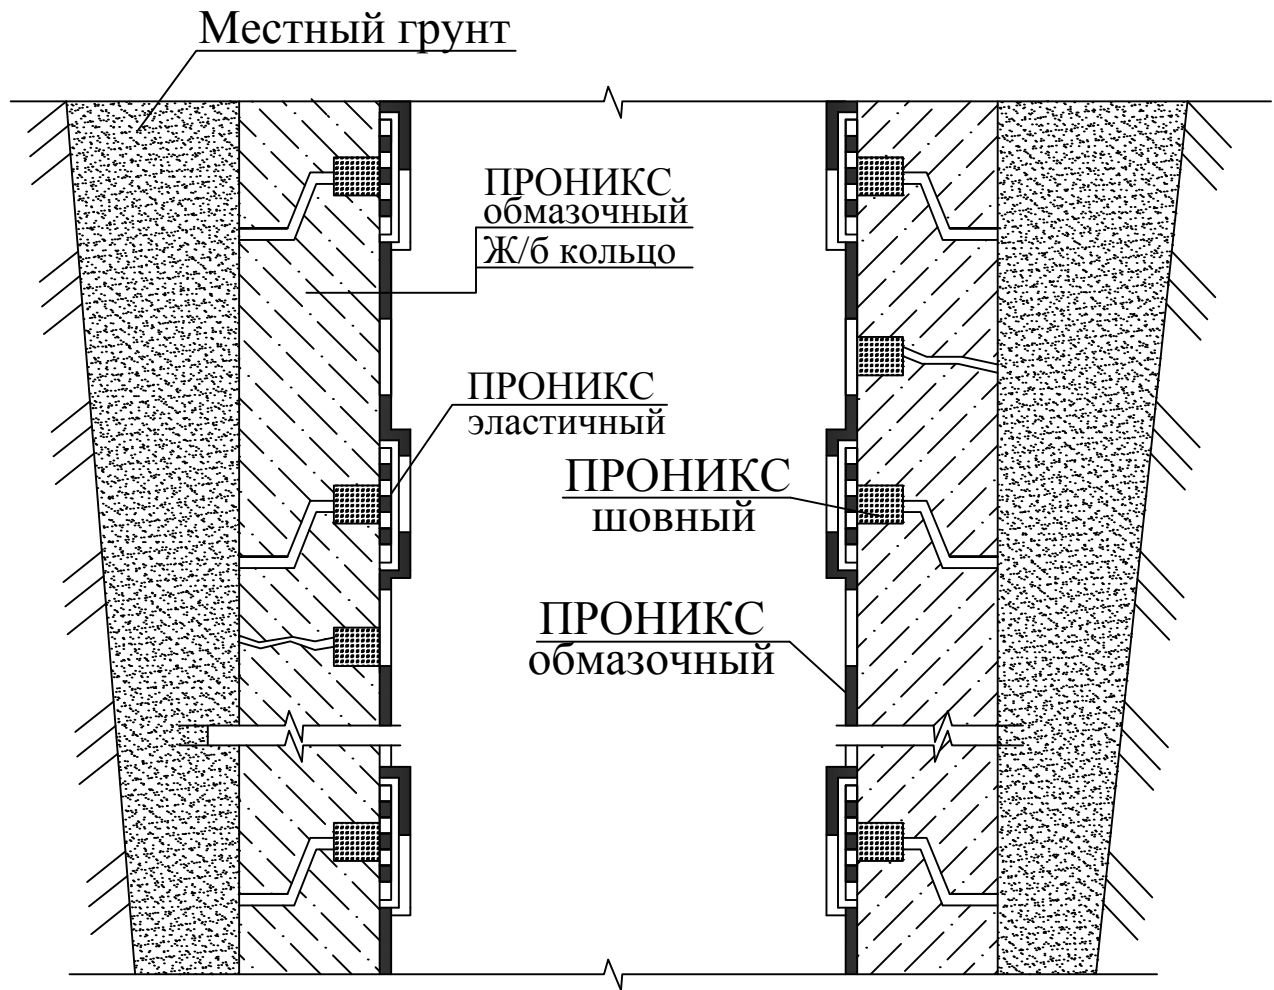 Местный грунт
ПРОНИКС
обмазочный
Ж/б кольцо
ПРОНИКС
эластичный
ПРОНИКС
шовный
ПРОНИКС
обмазочный